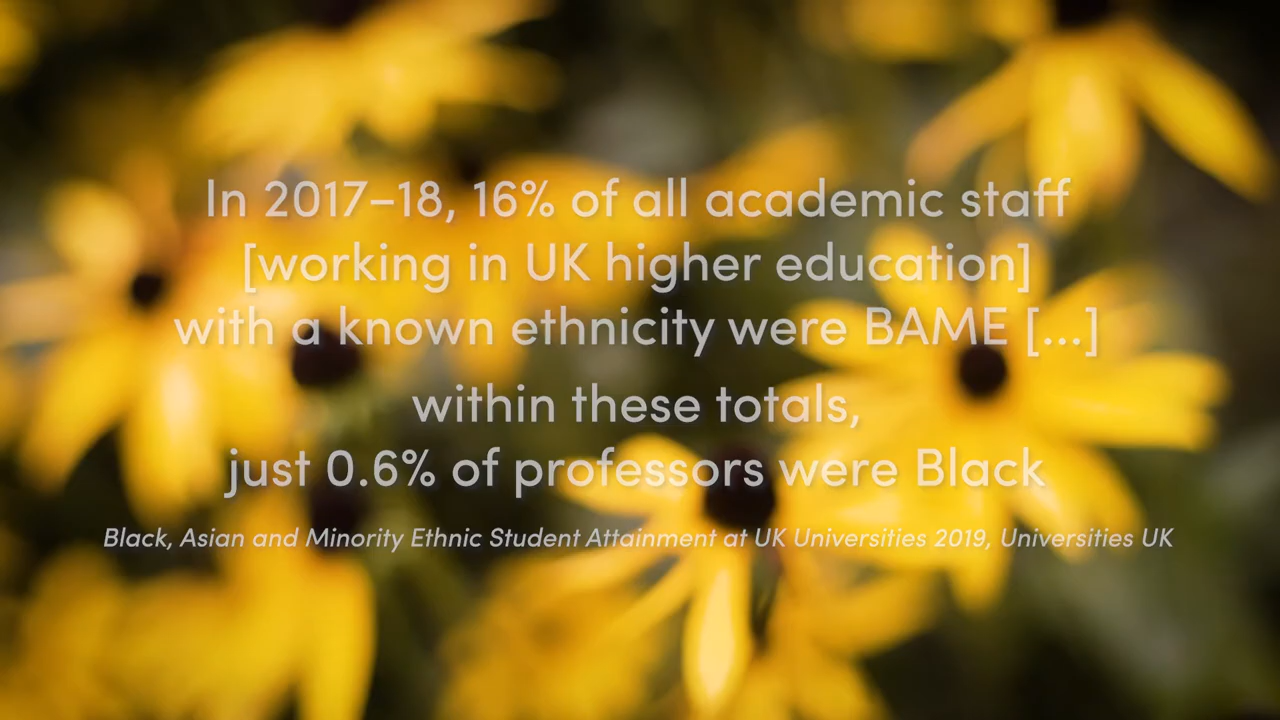 In 2017–18, 16% of all academic staff
[working in UK higher education]
with a known ethnicity were BAME [...]
within these totals,
just 0.6% of professors were Black
Black, Asian and Minority Ethnic Student Attainment at UK Universities 2019, Universities UK